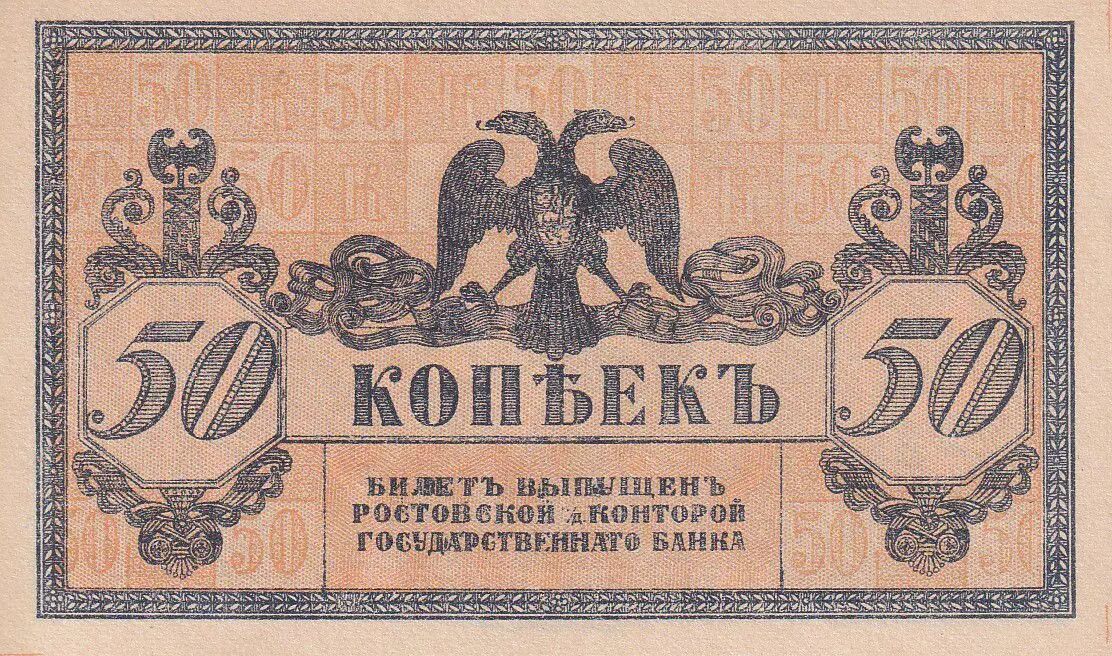 50 КОПѢЕКЪ 50
БИЛЕТЪ ВЫПУЩЕНЪ
РОСТОВСКОЙ н/Д КОНТОРОЙ
ГОСУДАРСТВЕННАГО БАНКА